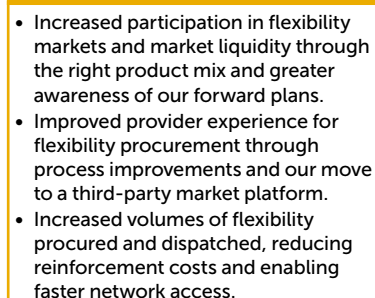 • Increased participation in flexibility
markets and market liquidity through
the right product mix and greater
awareness of our forward plans.
• Improved provider experience for
flexibility procurement through
process improvements and our move
to a third-party market platform.
• Increased volumes of flexibility
procured and dispatched, reducing
reinforcement costs and enabling
faster network access.